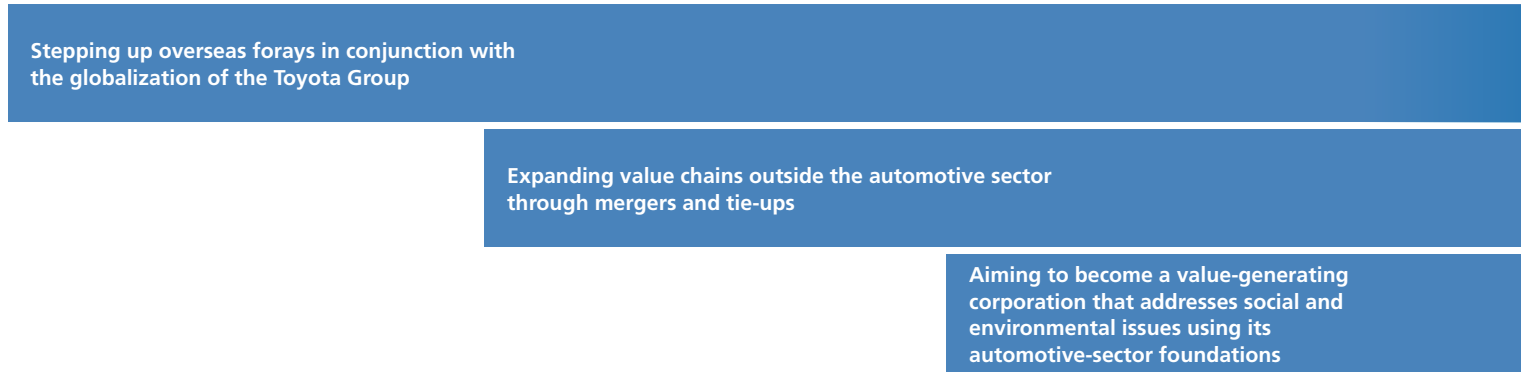 Stepping up overseas forays in conjunction with
the globalization of the Toyota Group
Expanding value chains outside the automotive sector
through mergers and tie-ups
Aiming to become a value-generating
corporation that addresses social and
environmental issues using its
automotive-sector foundations